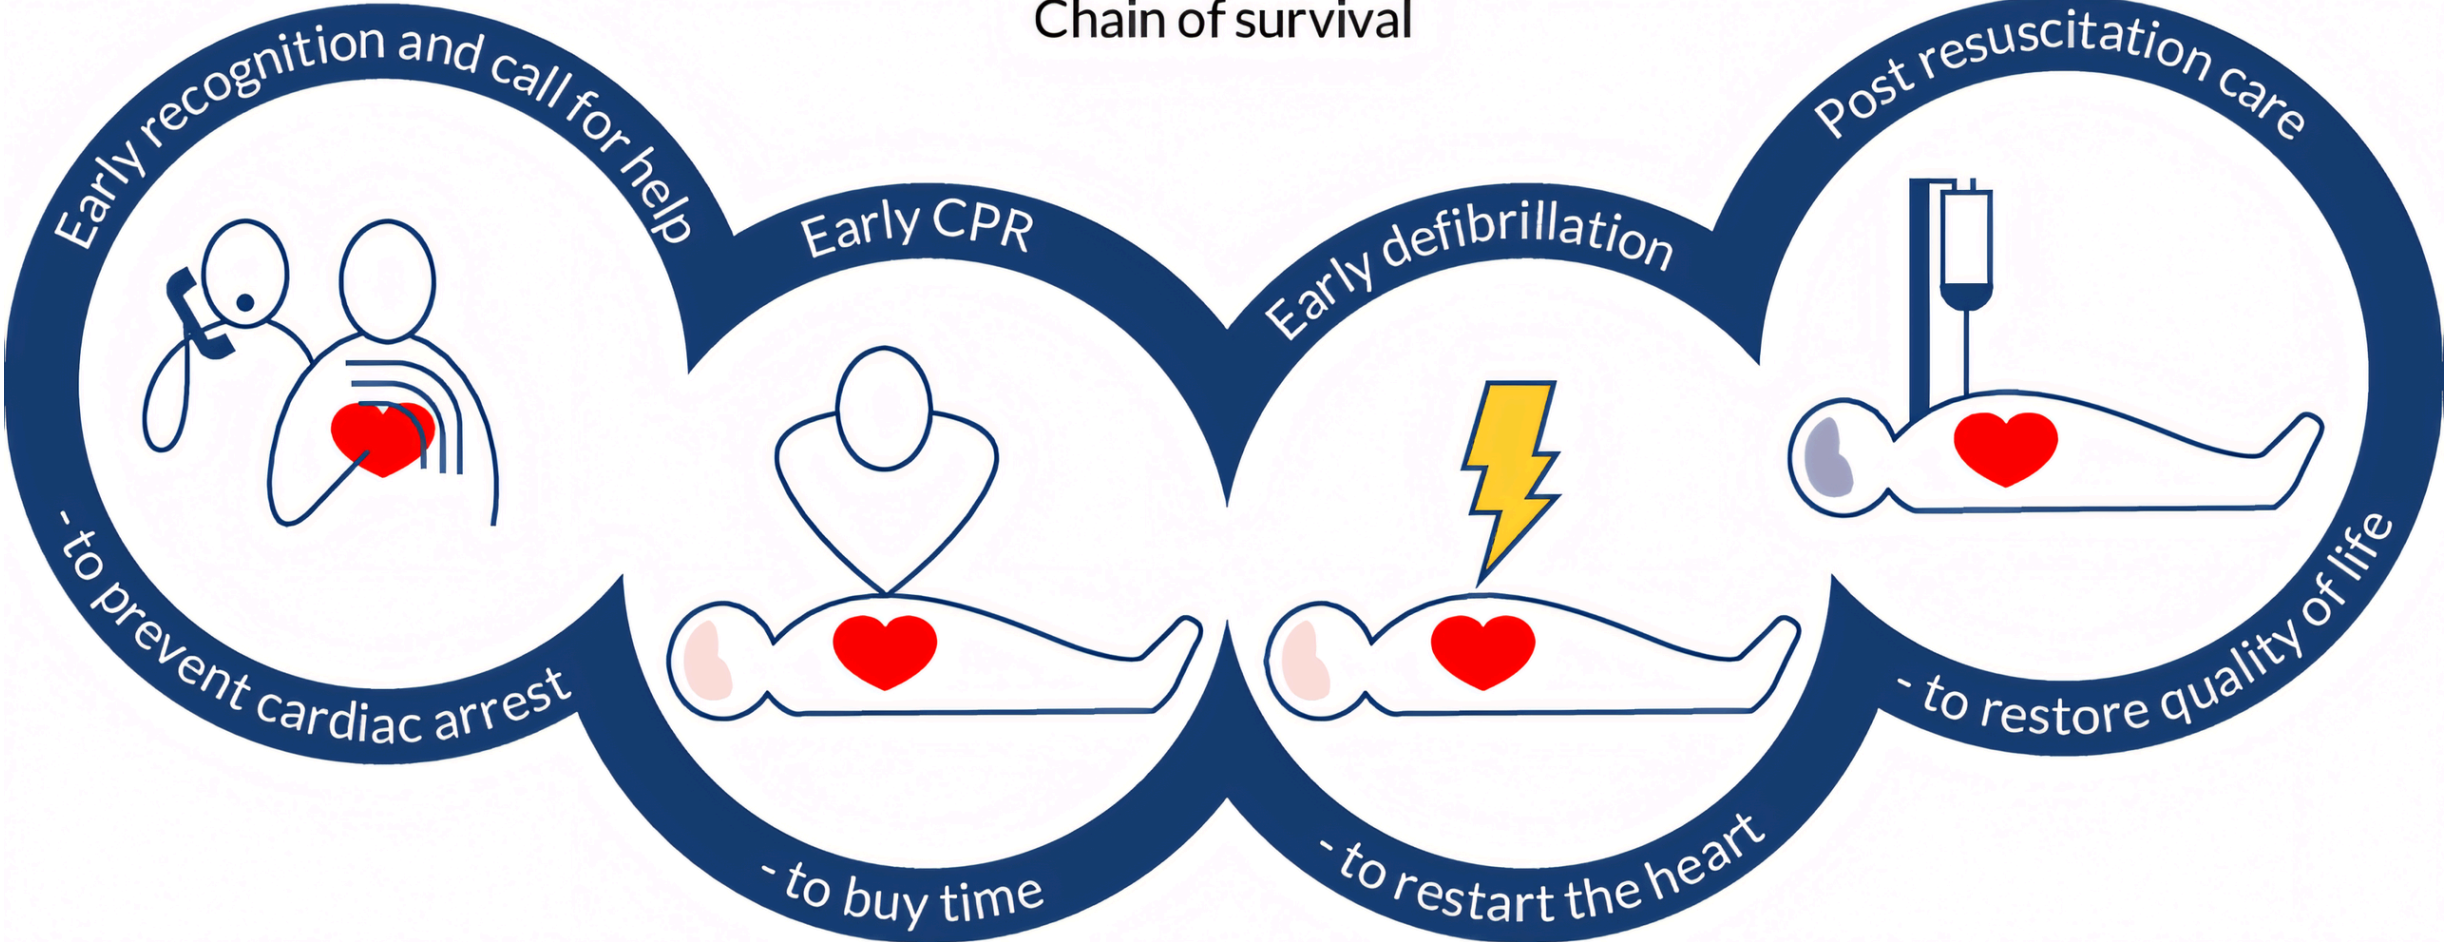 Chain of survival
Early recognition and call for help
- to prevent cardiac arrest
Early CPR
- to buy time
Early defibrillation
- to restart the heart
Post resuscitation care
- to restore quality of life